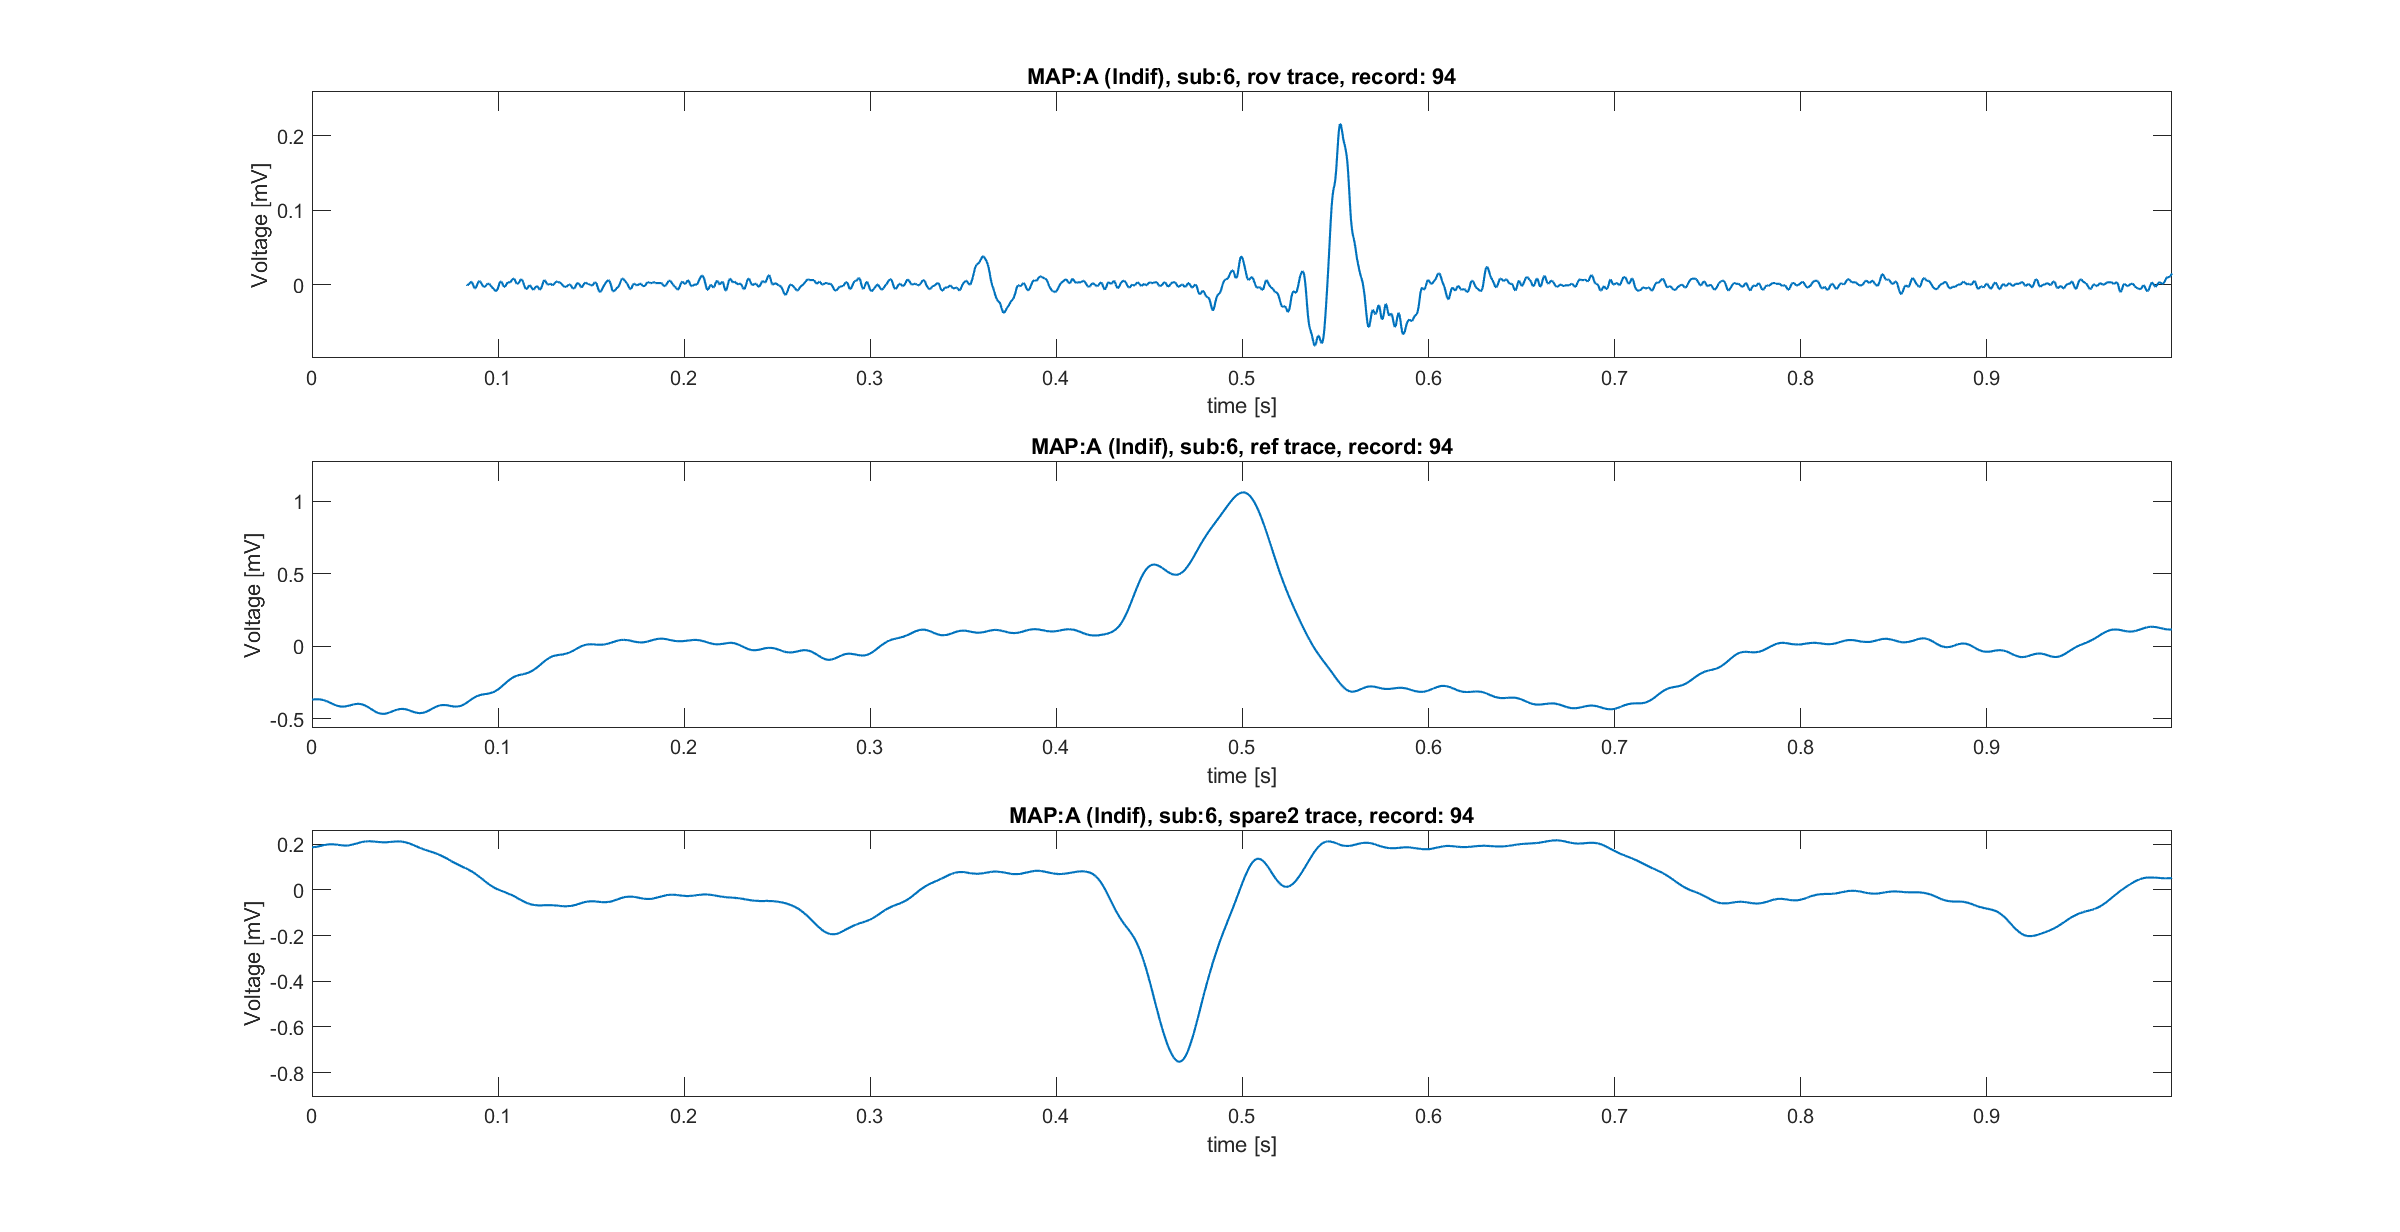 MAP:A (Indif), sub:6, rov trace, record: 94
Voltage [mV]
0.2
0.1
0
0 0.1 0.2 0.3 0.4 0.5 0.6 0.7 0.8 0.9
time [s]
MAP:A (Indif), sub:6, ref trace, record: 94
Voltage [mV]
1
0.5
0
-0.5
0 0.1 0.2 0.3 0.4 0.5 0.6 0.7 0.8 0.9
time [s]
MAP:A (Indif), sub:6, spare2 trace, record: 94
Voltage [mV]
0.2
0
-0.2
-0.4
-0.6
-0.8
0 0.1 0.2 0.3 0.4 0.5 0.6 0.7 0.8 0.9
time [s]